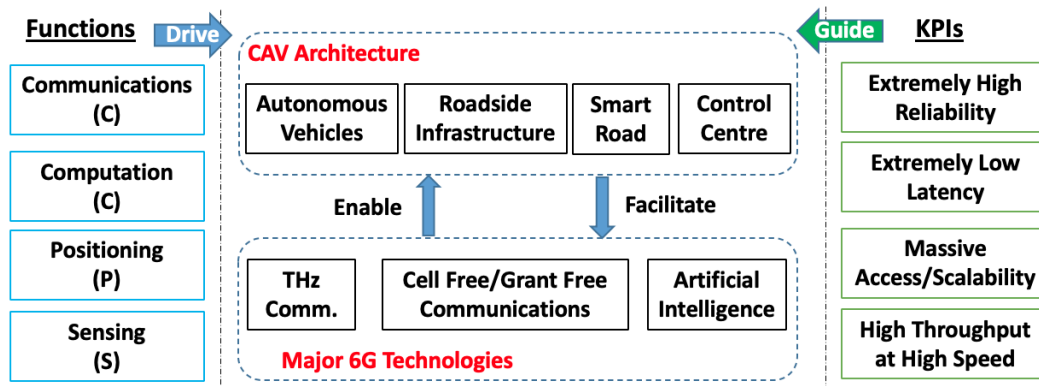 Functions
Drive
Guide
KPIs
CAV Architecture
Communications
(C)
Autonomous
Vehicles
Roadside
Infrastructure
Smart
Road
Control
Centre
Extremely High
Reliability
Computation
(C)
Enable
Facilitate
Extremely Low
Latency
Positioning
(P)
THz
Comm.
Cell Free/Grant Free
Communications
Artificial
Intelligence
Massive
Access/Scalability
Sensing
(S)
Major 6G Technologies
High Throughput
at High Speed